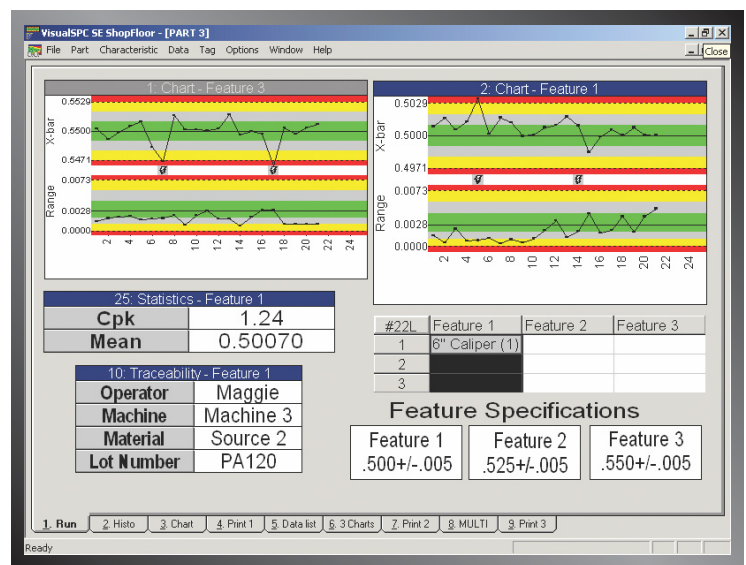 VisualSPC SE ShopFloor - [PART 3]
File Part Characteristic Data Tag Options Window Help
Close
1: Chart - Feature 3
X-bar
0.5529
0.5500
0.5471
Range
0.0073
0.0028
0.0000
2 4 6 8 10 12 14 16 18 20 22 24
2: Chart - Feature 1
X-bar
0.5029
0.5000
0.4971
Range
0.0073
0.0028
0.0000
2 4 6 8 10 12 14 16 18 20 22 24
25: Statistics - Feature 1
Cpk 1.24
Mean 0.50070
#22L Feature 1 Feature 2 Feature 3
1 6" Caliper (1)
2
3
10: Traceability - Feature 1
Operator Maggie
Machine Machine 3
Material Source 2
Lot Number PA120
Feature Specifications
Feature 1 Feature 2 Feature 3
.500+/-.005 .525+/-.005 .550+/-.005
1. Run 2. Histo 3. Chart 4. Print 1 5. Data list 6. 3 Charts 7. Print 2 8. MULTI 9. Print 3
Ready